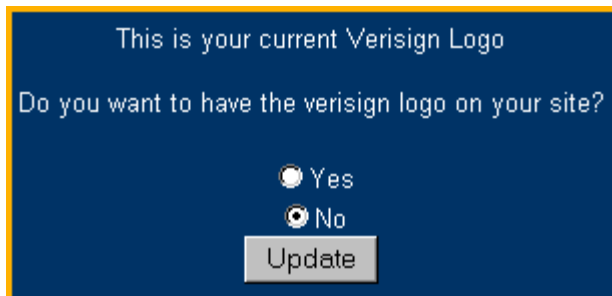 This is your current Verisign Logo
Do you want to have the verisign logo on your site?
Yes
No
Update